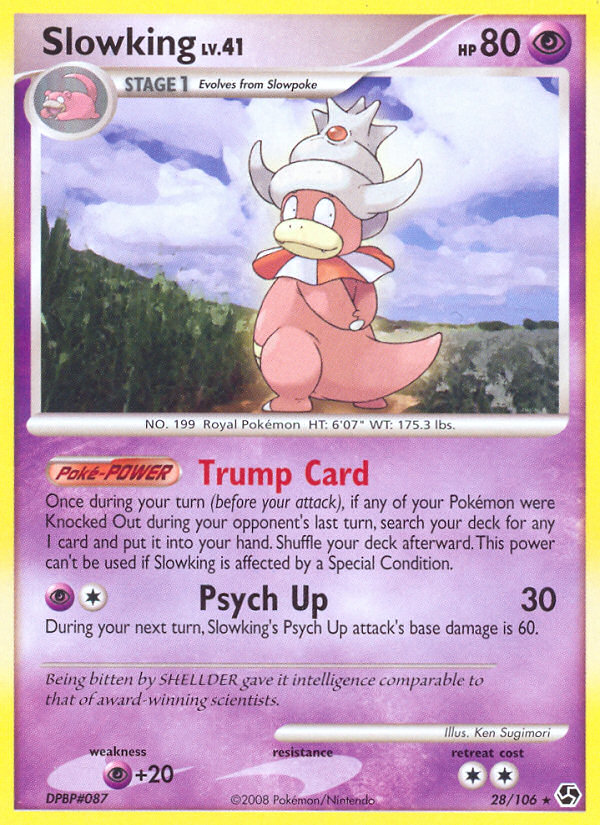 Slowking LV.41
HP 80
STAGE 1 Evolves from Slowpoke
NO. 199 Royal Pokémon HT: 6'07" WT: 175.3 lbs.
Poké-POWER Trump Card
Once during your turn (before your attack), if any of your Pokémon were
Knocked Out during your opponent's last turn, search your deck for any
1 card and put it into your hand. Shuffle your deck afterward. This power
can't be used if Slowking is affected by a Special Condition.
Psych Up 30
During your next turn, Slowking's Psych Up attack's base damage is 60.
Being bitten by SHELLDER gave it intelligence comparable to
that of award-winning scientists.
Illus. Ken Sugimori
weakness resistance retreat cost
+20
DPBP#087 ©2008 Pokémon/Nintendo 28/106